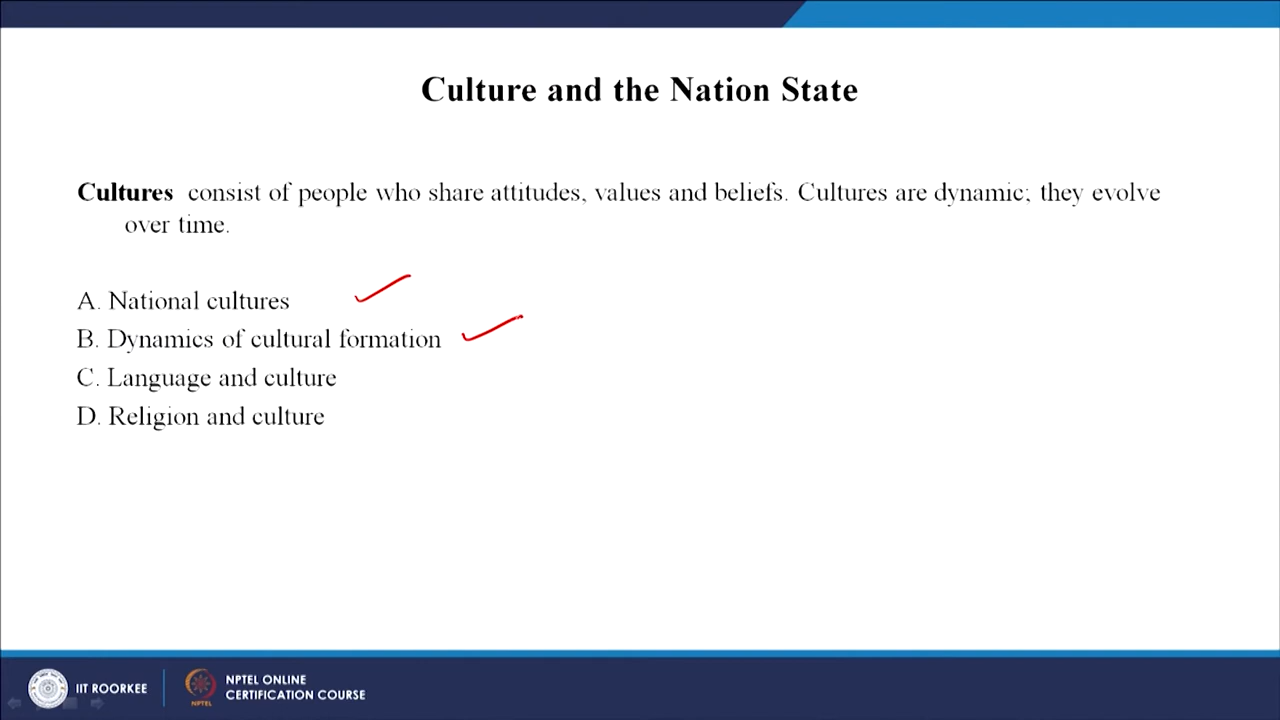 Culture and the Nation State
Cultures consist of people who share attitudes, values and beliefs. Cultures are dynamic; they evolve
over time.
A. National cultures
B. Dynamics of cultural formation
C. Language and culture
D. Religion and culture
IIT ROORKEE
NPTEL
NPTEL ONLINE
CERTIFICATION COURSE